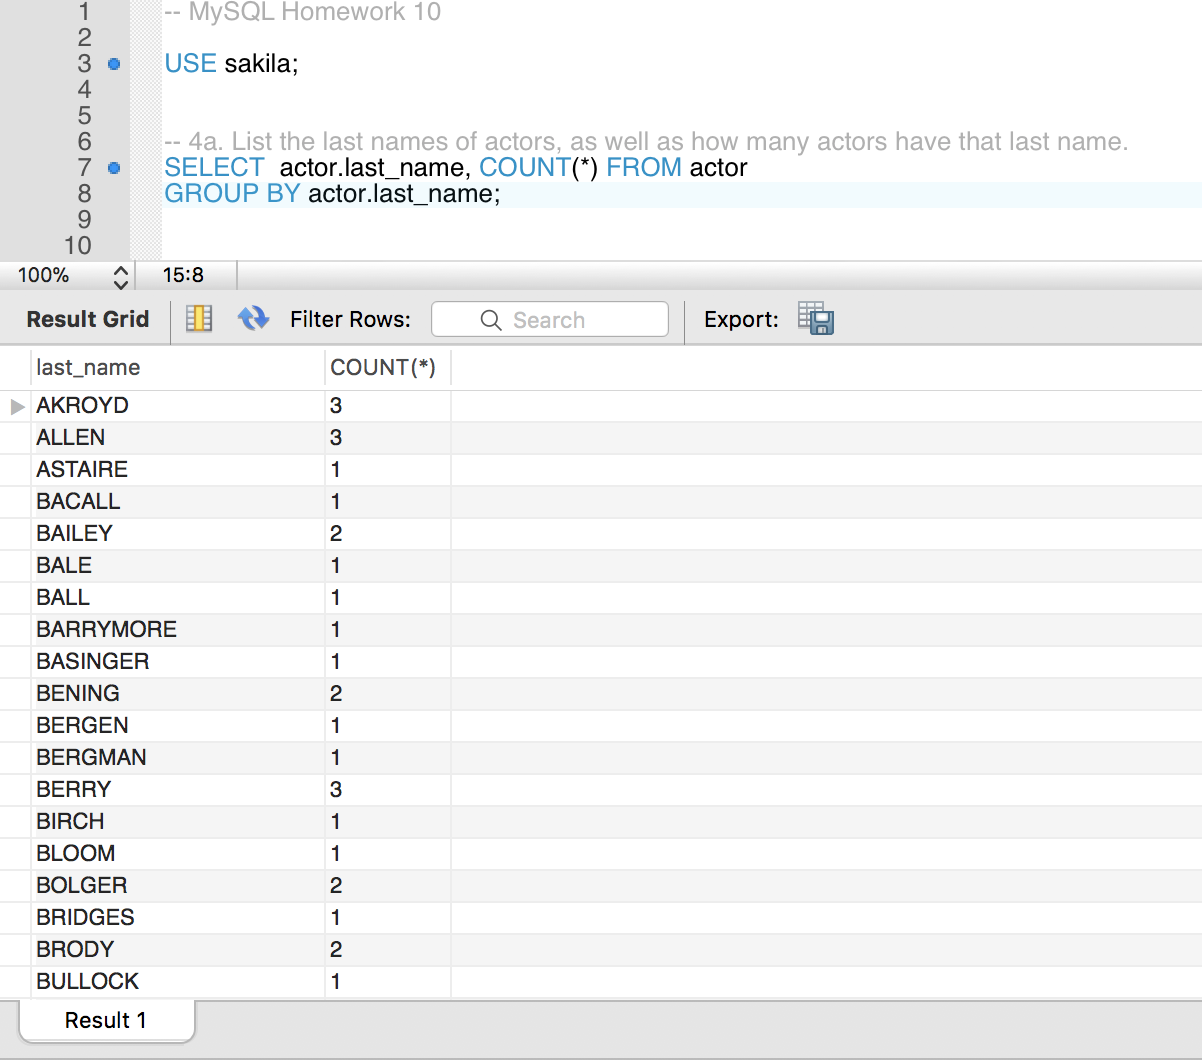 1 -- MySQL Homework 10
2
3 USE sakila;
4
5
6 -- 4a. List the last names of actors, as well as how many actors have that last name.
7 SELECT  actor.last_name, COUNT(*) FROM actor
8 GROUP BY actor.last_name;
9
10
100% 15:8
Result Grid Filter Rows: Search Export:
last_name COUNT(*)
AKROYD 3
ALLEN 3
ASTAIRE 1
BACALL 1
BAILEY 2
BALE 1
BALL 1
BARRYMORE 1
BASINGER 1
BENING 2
BERGEN 1
BERGMAN 1
BERRY 3
BIRCH 1
BLOOM 1
BOLGER 2
BRIDGES 1
BRODY 2
BULLOCK 1
Result 1